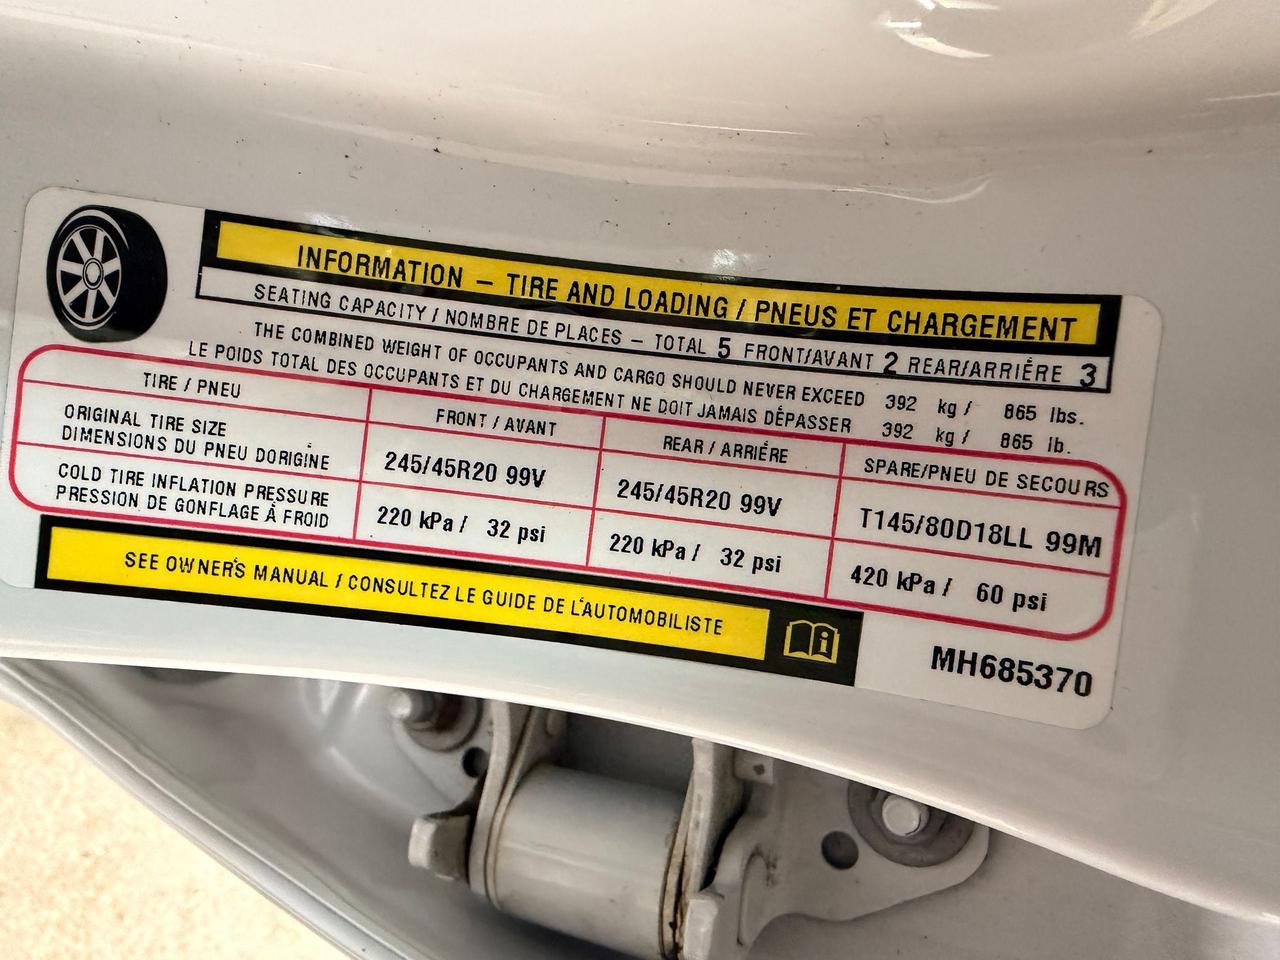 INFORMATION – TIRE AND LOADING / PNEUS ET CHARGEMENT
SEATING CAPACITY / NOMBRE DE PLACES – TOTAL 5 FRONT/AVANT 2 REAR/ARRIÉRE 3
THE COMBINED WEIGHT OF OCCUPANTS AND CARGO SHOULD NEVER EXCEED 392 kg / 865 lbs.
LE POIDS TOTAL DES OCCUPANTS ET DU CHARGEMENT NE DOIT JAMAIS DÉPASSER 392 kg / 865 lb.
TIRE / PNEU FRONT / AVANT REAR / ARRIÉRE SPARE/PNEU DE SECOURS
ORIGINAL TIRE SIZE
DIMENSIONS DU PNEU D'ORIGINE 245/45R20 99V 245/45R20 99V T145/80D18LL 99M
COLD TIRE INFLATION PRESSURE
PRESSION DE GONFLAGE À FROID 220 kPa / 32 psi 220 kPa / 32 psi 420 kPa / 60 psi
SEE OWNER'S MANUAL / CONSULTEZ LE GUIDE DE L'AUTOMOBILISTE
MH685370